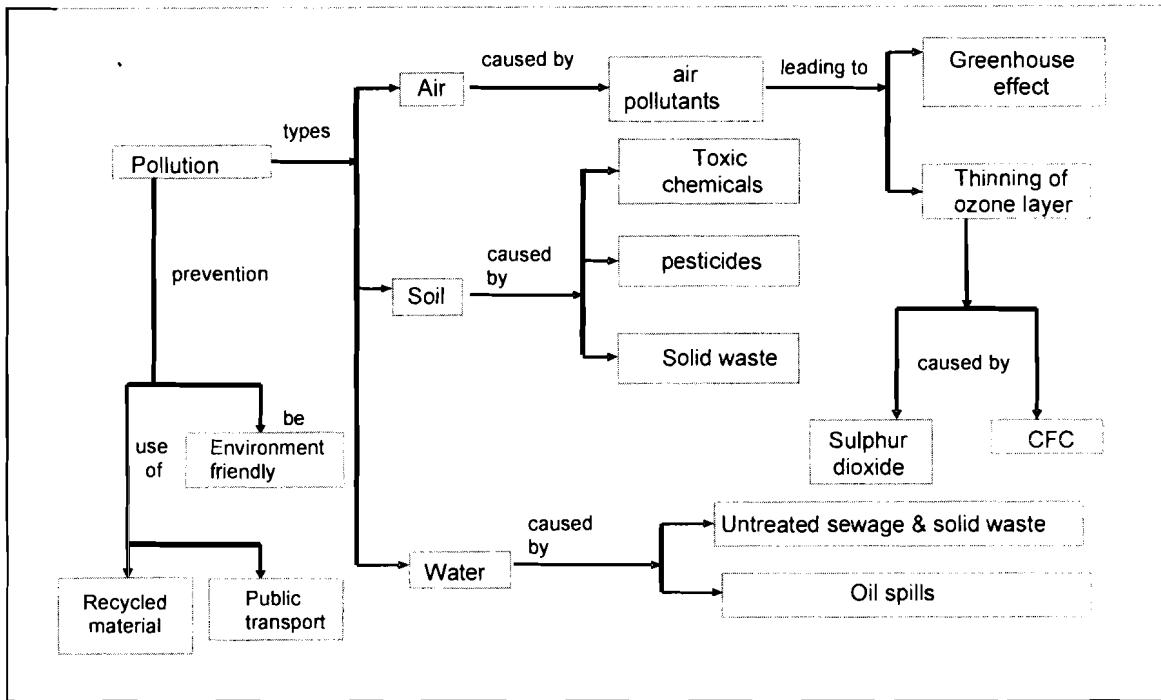 caused by
Air
air
pollutants
leading to
Greenhouse
effect
types
Pollution
Toxic
chemicals
Thinning of
ozone layer
prevention
caused
by
pesticides
Soil
Solid waste
caused by
be
use
of
Environment
friendly
Sulphur
dioxide
CFC
caused
by
Untreated sewage & solid waste
Water
Oil spills
Recycled
material
Public
transport